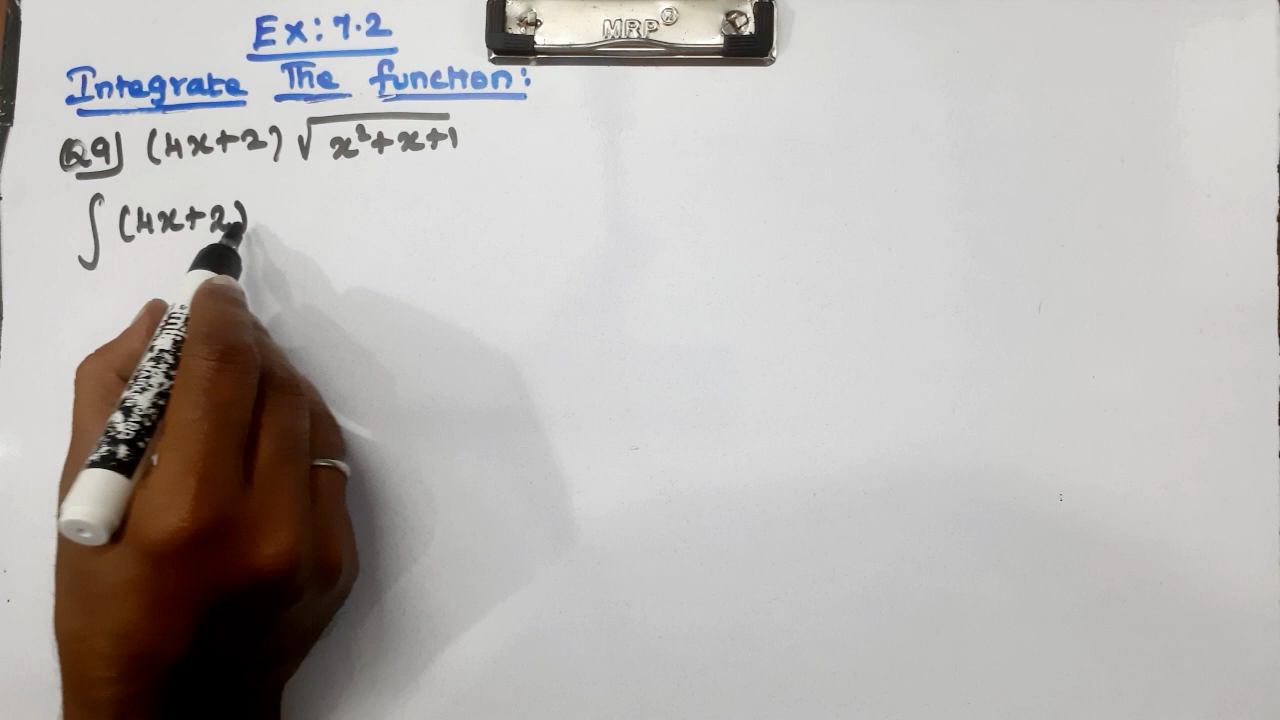 MRP®
Ex: 7.2
Integrate The function:
Q9] (4x+2) √x²+x+1
∫ (4x+2)